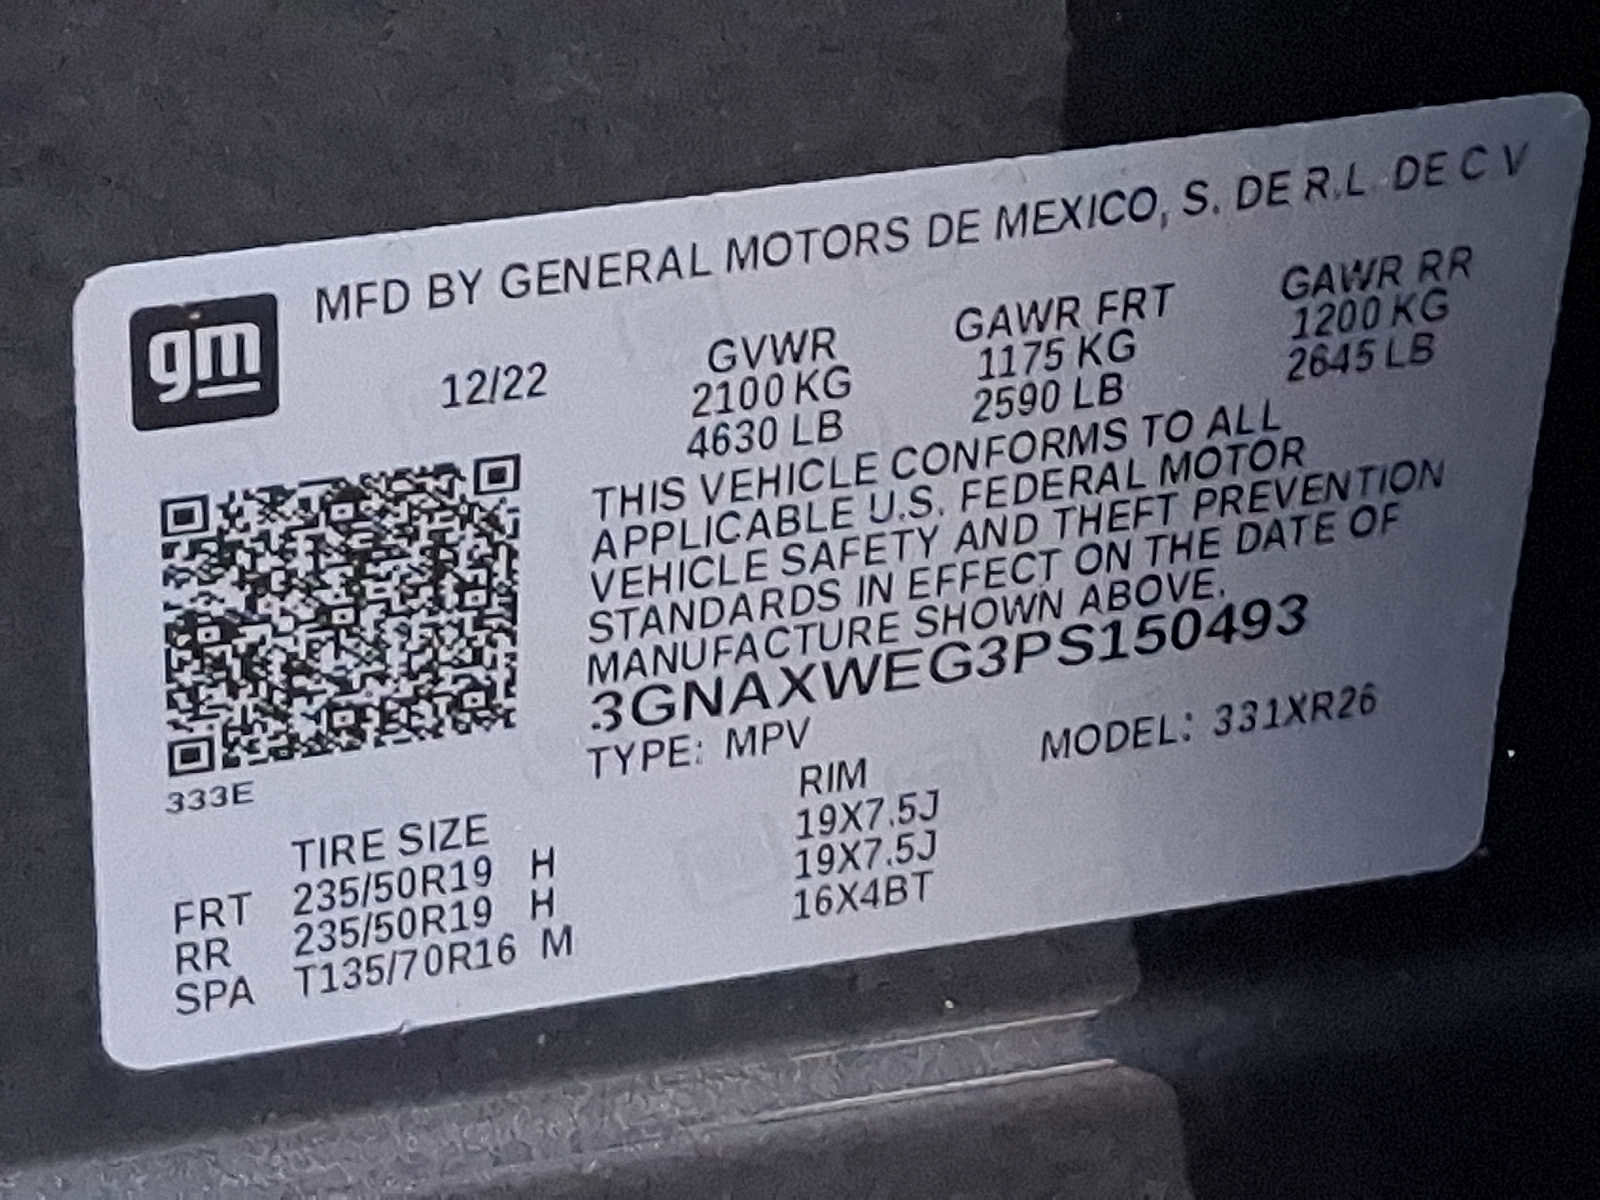 MFD BY GENERAL MOTORS DE MEXICO, S. DE R.L. DE C V
gm
12/22
GVWR GAWR FRT GAWR RR
2100 KG 1175 KG 1200 KG
4630 LB 2590 LB 2645 LB
THIS VEHICLE CONFORMS TO ALL
APPLICABLE U.S. FEDERAL MOTOR
VEHICLE SAFETY AND THEFT PREVENTION
STANDARDS IN EFFECT ON THE DATE OF
MANUFACTURE SHOWN ABOVE.
3GNAXWEG3PS150493
TYPE: MPV MODEL: 331XR26
333E
TIRE SIZE RIM
FRT 235/50R19 H 19X7.5J
RR 235/50R19 H 19X7.5J
SPA T135/70R16 M 16X4BT